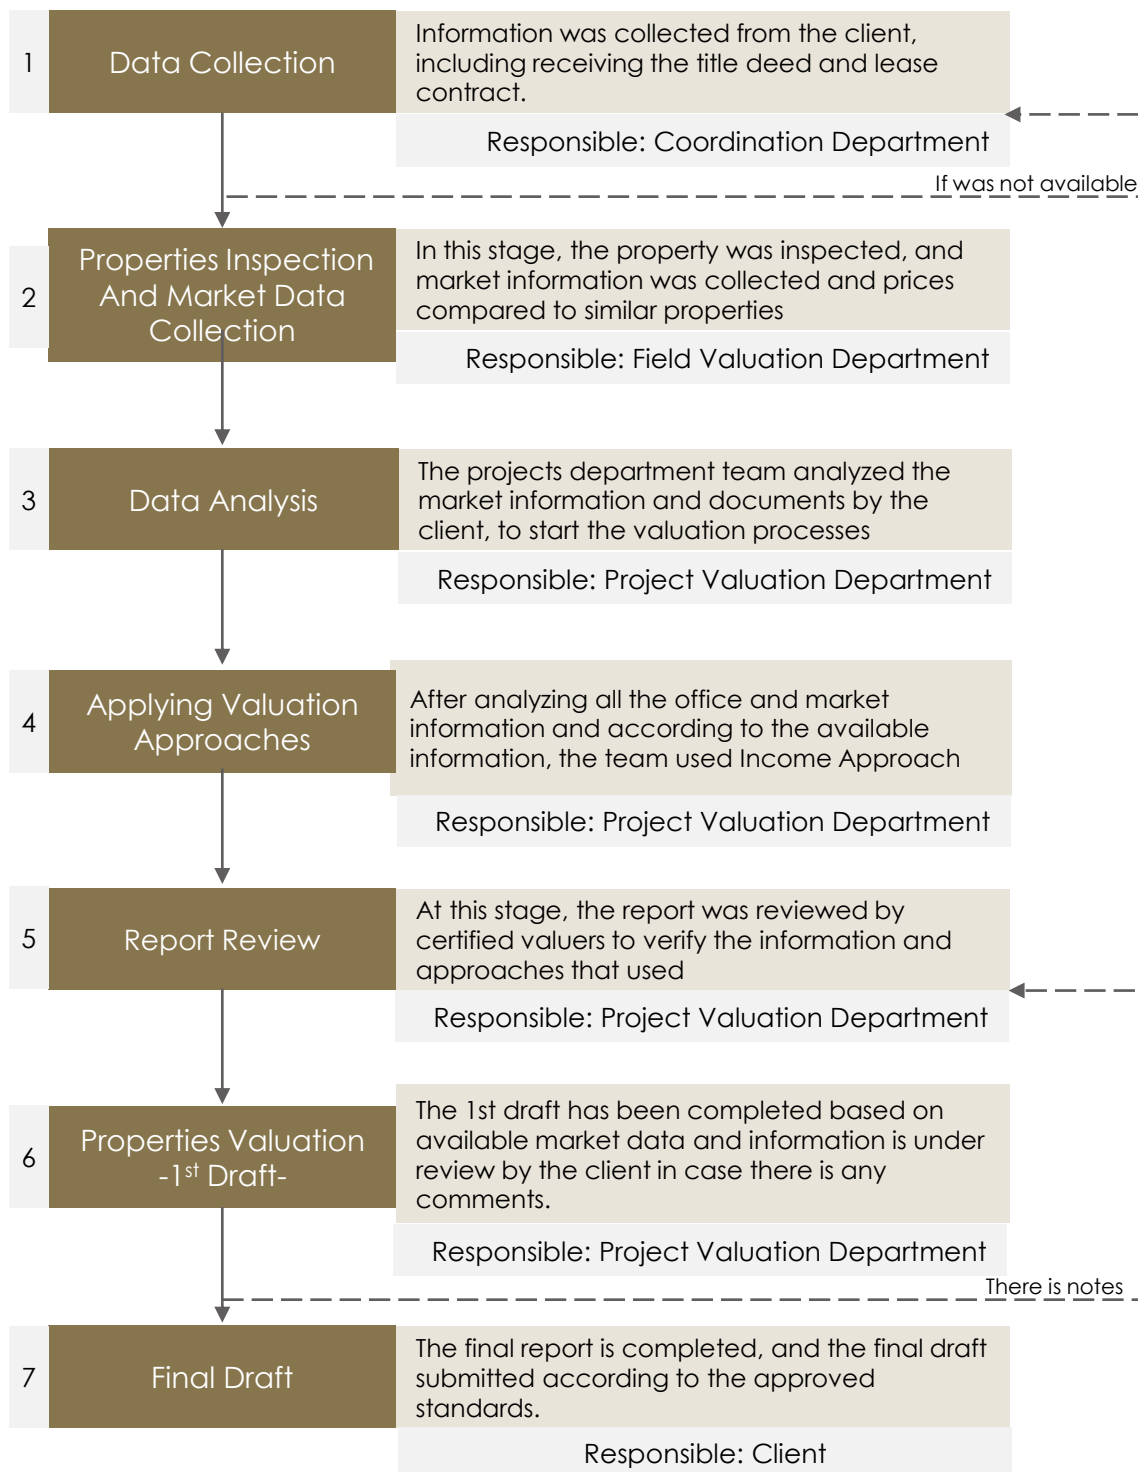 1
Data Collection
Information was collected from the client,
including receiving the title deed and lease
contract.
Responsible: Coordination Department
If was not available
2
Properties Inspection
And Market Data
Collection
In this stage, the property was inspected, and
market information was collected and prices
compared to similar properties
Responsible: Field Valuation Department
3
Data Analysis
The projects department team analyzed the
market information and documents by the
client, to start the valuation processes
Responsible: Project Valuation Department
4
Applying Valuation
Approaches
After analyzing all the office and market
information and according to the available
information, the team used Income Approach
Responsible: Project Valuation Department
5
Report Review
At this stage, the report was reviewed by
certified valuers to verify the information and
approaches that used
Responsible: Project Valuation Department
6
Properties Valuation
-1st Draft-
The 1st draft has been completed based on
available market data and information is under
review by the client in case there is any
comments.
Responsible: Project Valuation Department
There is notes
7
Final Draft
The final report is completed, and the final draft
submitted according to the approved
standards.
Responsible: Client